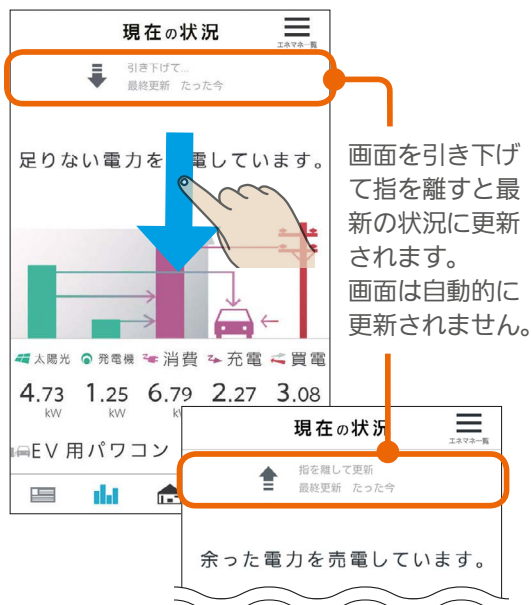 現在の状況
エネマネ一覧
引き下げて...
最終更新 たった今
足りない電力を 電しています。
太陽光 発電機 消費 充電 買電
4.73 1.25 6.79 2.27 3.08
kW kW k kW kW
EV用パワコン
画面を引き下げ
て指を離すと最
新の状況に更新
されます。
画面は自動的に
更新されません。
現在の状況
エネマネ一覧
指を離して更新
最終更新 たった今
余った電力を売電しています。